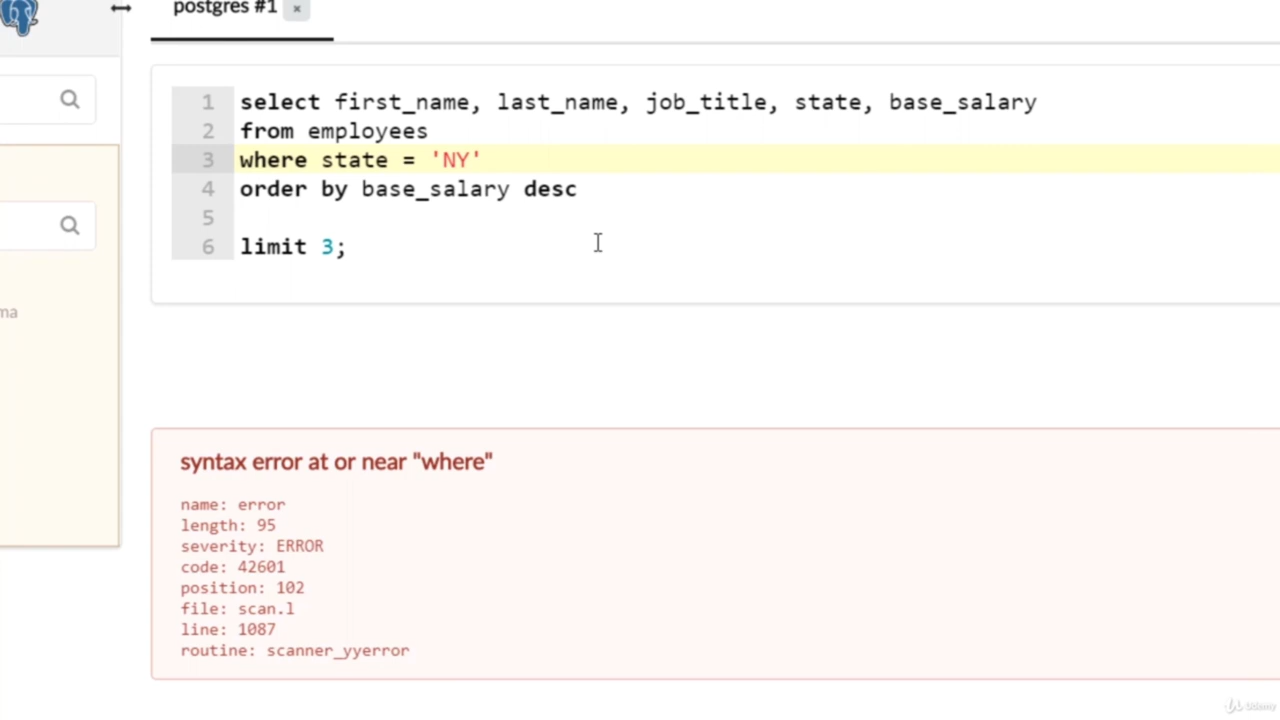 postgres #1 ×
1 select first_name, last_name, job_title, state, base_salary
2 from employees
3 where state = 'NY'
4 order by base_salary desc
5
6 limit 3;
ma
syntax error at or near "where"
name: error
length: 95
severity: ERROR
code: 42601
position: 102
file: scan.l
line: 1087
routine: scanner_yyerror
Udemy